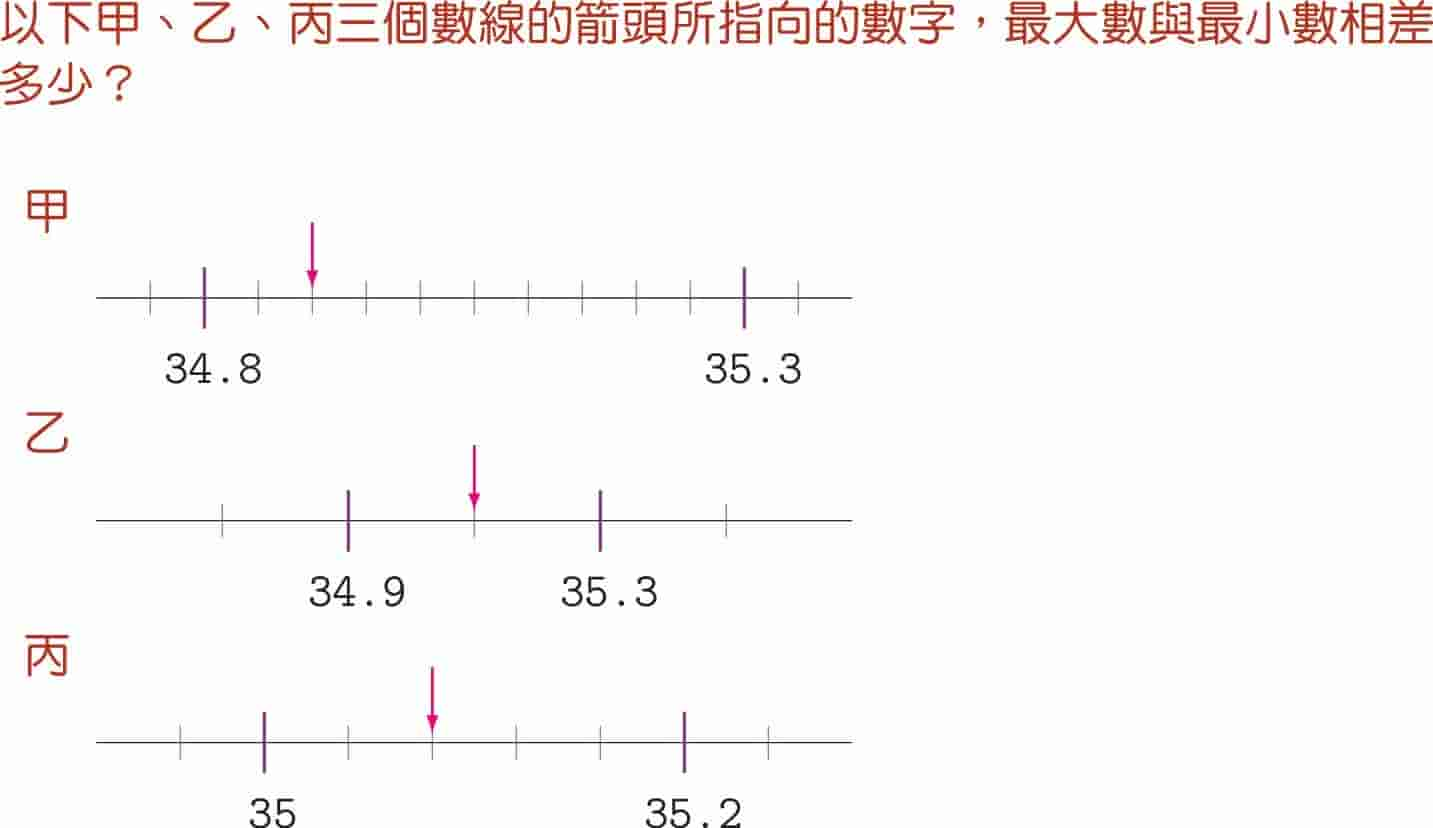 以下甲、乙、丙三個數線的箭頭所指向的數字，最大數與最小數相差
多少？
甲
34.8 35.3
乙
34.9 35.3
丙
35 35.2